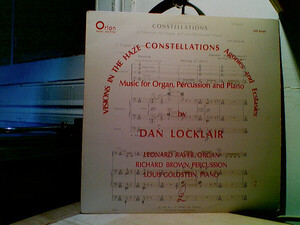 Orion
CONSTELLATIONS
VISIONS IN THE HAZE
CONSTELLATIONS
Agonies and Ecstasies
Music for Organ, Percussion and Piano
by
DAN LOCKLAIR
LEONARD RAVER, ORGAN
RICHARD BROWN, PERCUSSION
LOUIS GOLDSTEIN, PIANO